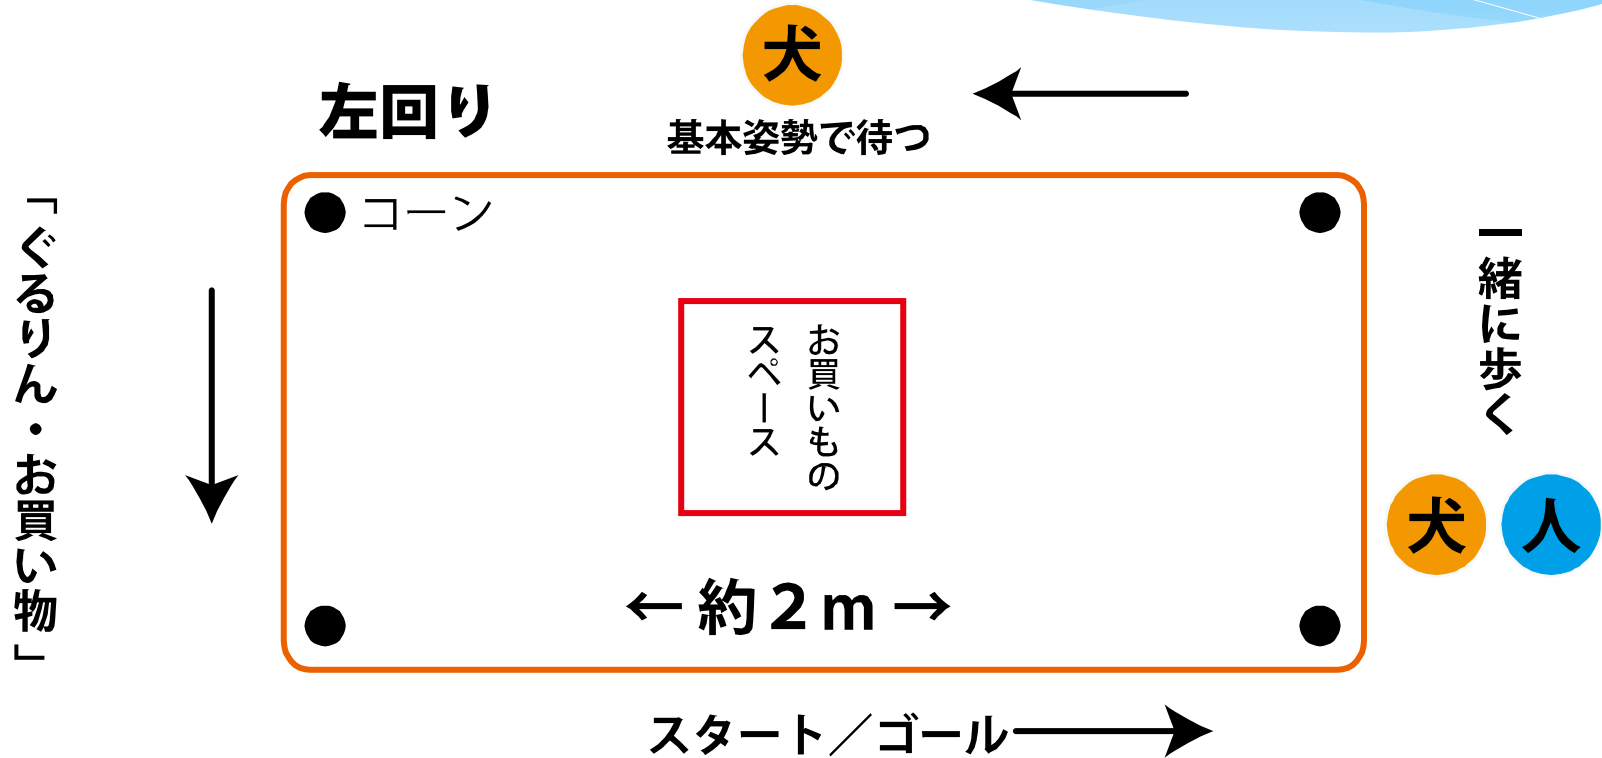 犬
左回り
基本姿勢で待つ
コーン
「ぐるりん・お買い物」
お買いもの
スペース
一緒に歩く
犬
人
←約2m→
スタート／ゴール